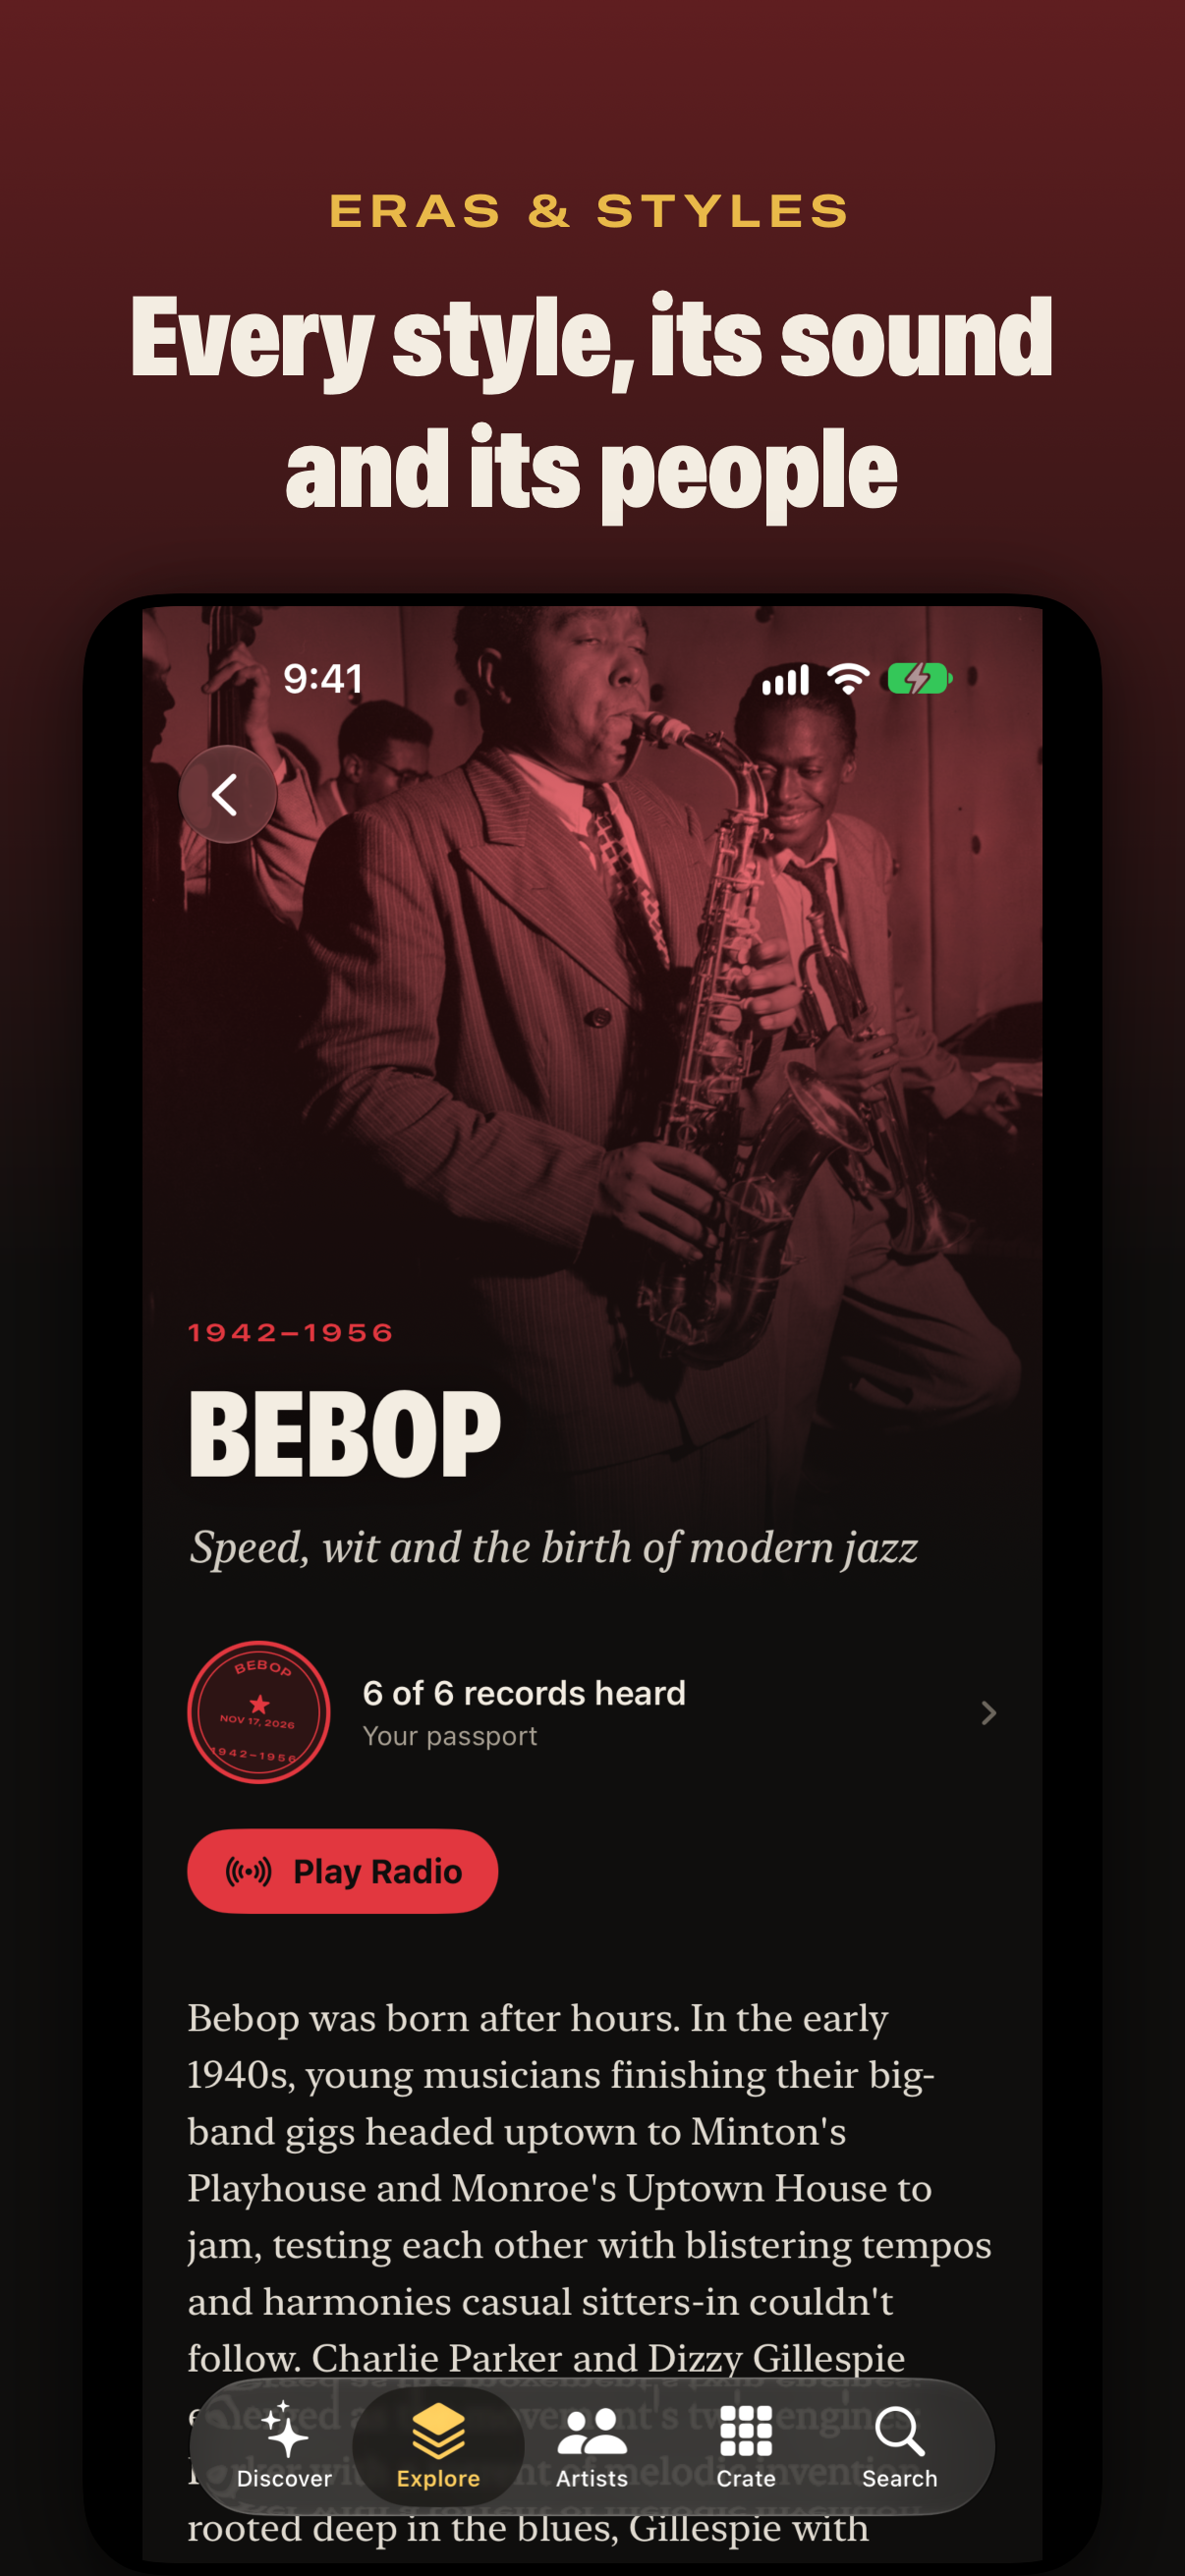 ERAS & STYLES
Every style, its sound
and its people
9:41
1942–1956
BEBOP
Speed, wit and the birth of modern jazz
BEBOP
NOV 17, 2026
1942–1956
6 of 6 records heard
Your passport
Play Radio
Bebop was born after hours. In the early
1940s, young musicians finishing their big-
band gigs headed uptown to Minton's
Playhouse and Monroe's Uptown House to
jam, testing each other with blistering tempos
and harmonies casual sitters-in couldn't
follow. Charlie Parker and Dizzy Gillespie
Discover
Explore
Artists
Crate
Search
rooted deep in the blues, Gillespie with